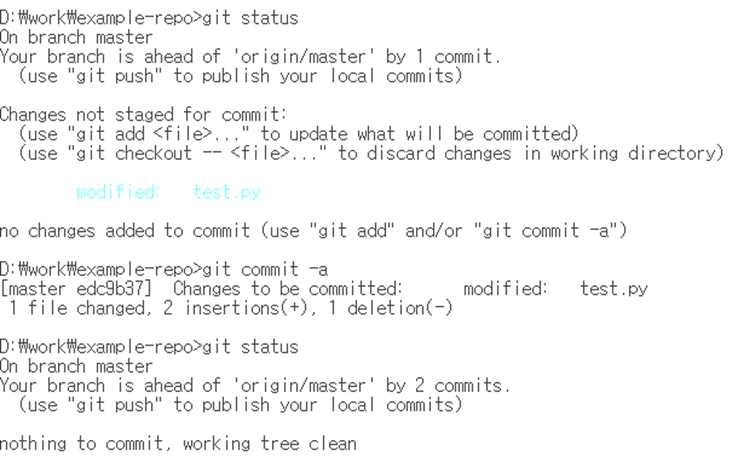 D:₩work₩example-repo>git status
On branch master
Your branch is ahead of 'origin/master' by 1 commit.
  (use "git push" to publish your local commits)
Changes not staged for commit:
  (use "git add <file>..." to update what will be committed)
  (use "git checkout -- <file>..." to discard changes in working directory)
        modified:   test.py
no changes added to commit (use "git add" and/or "git commit -a")
D:₩work₩example-repo>git commit -a
[master edc9b37]  Changes to be committed:      modified:   test.py
 1 file changed, 2 insertions(+), 1 deletion(-)
D:₩work₩example-repo>git status
On branch master
Your branch is ahead of 'origin/master' by 2 commits.
  (use "git push" to publish your local commits)
nothing to commit, working tree clean